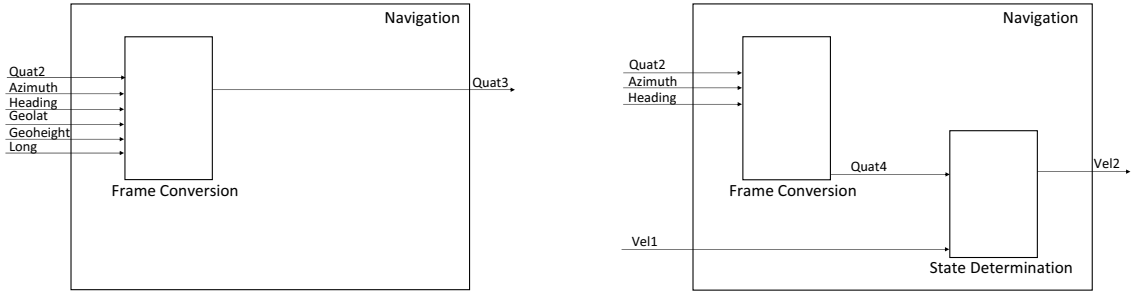 Navigation
Quat2
Azimuth
Heading
Geolat
Geoheight
Long
Quat3
Frame Conversion
Navigation
Quat2
Azimuth
Heading
Quat4
Vel2
Frame Conversion
Vel1
State Determination